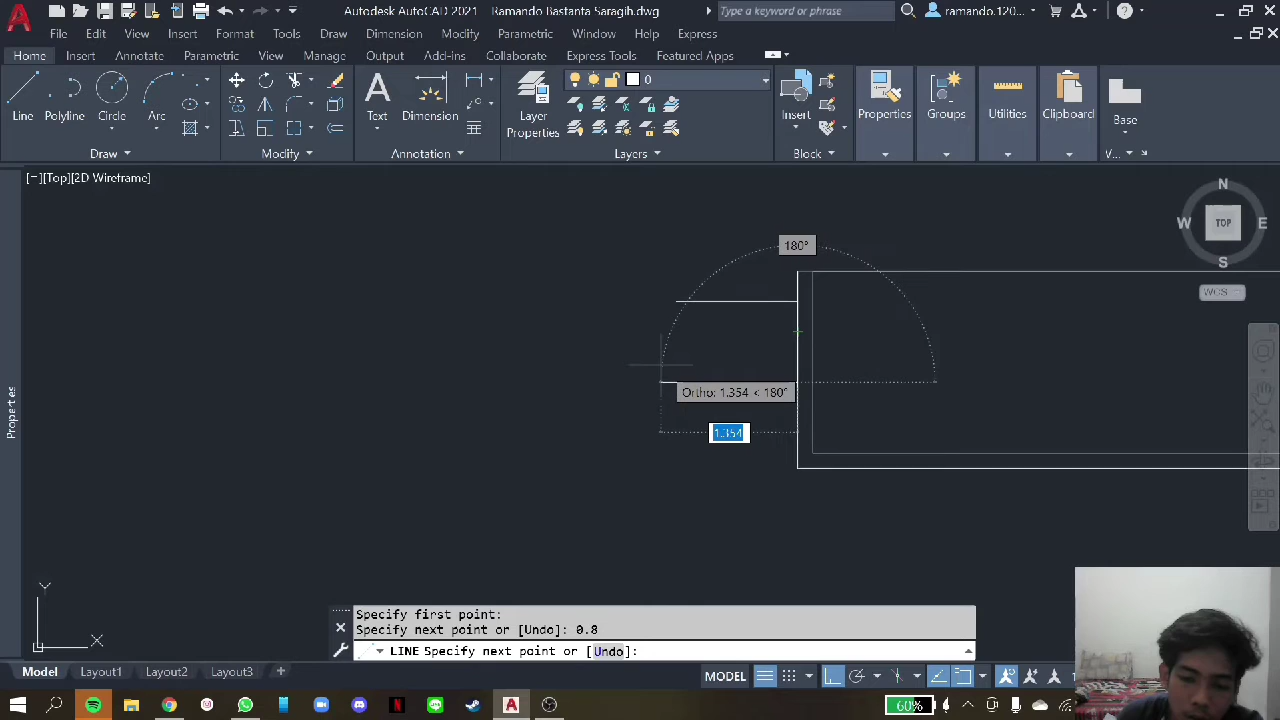 Autodesk AutoCAD 2021 Ramando Bastanta Saragih.dwg
Type a keyword or phrase
ramando.120...
File Edit View Insert Format Tools Draw Dimension Modify Parametric Window Help Express
Home Insert Annotate Parametric View Manage Output Add-ins Collaborate Express Tools Featured Apps
0
Line Polyline Circle Arc
Text Dimension
Layer
Properties
Insert
Properties Groups Utilities Clipboard Base
Draw Modify Annotation Layers Block V...
[−][Top][2D Wireframe]
N
W TOP E
S
WCS
180°
Ortho: 1.354 < 180°
1.354
Properties
Y
X
Specify first point:
Specify next point or [Undo]: 0.8
LINE Specify next point or [Undo]:
Model Layout1 Layout2 Layout3 +
MODEL
60%